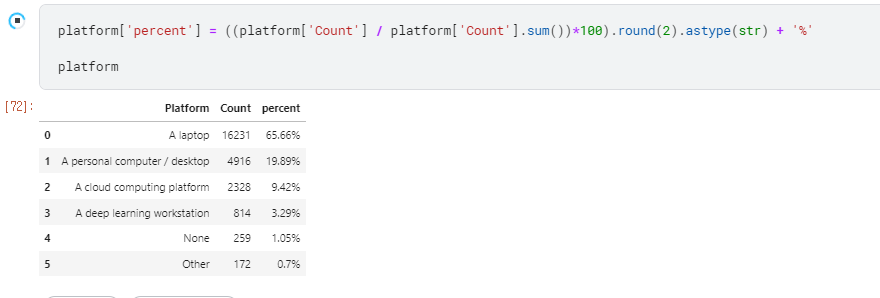 platform['percent'] = ((platform['Count'] / platform['Count'].sum())*100).round(2).astype(str) + '%'
platform
[72]:
Platform Count percent
0 A laptop 16231 65.66%
1 A personal computer / desktop 4916 19.89%
2 A cloud computing platform 2328 9.42%
3 A deep learning workstation 814 3.29%
4 None 259 1.05%
5 Other 172 0.7%